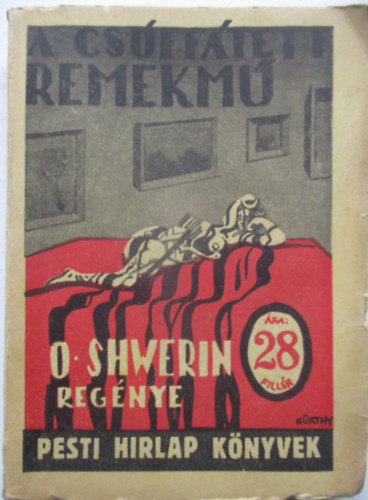 A CSÚFFÁTETT
REMEKMŰ
O. SHWERIN
REGÉNYE
ÁRA:
28
FILLÉR
KÜRTHY
PESTI HIRLAP KÖNYVEK